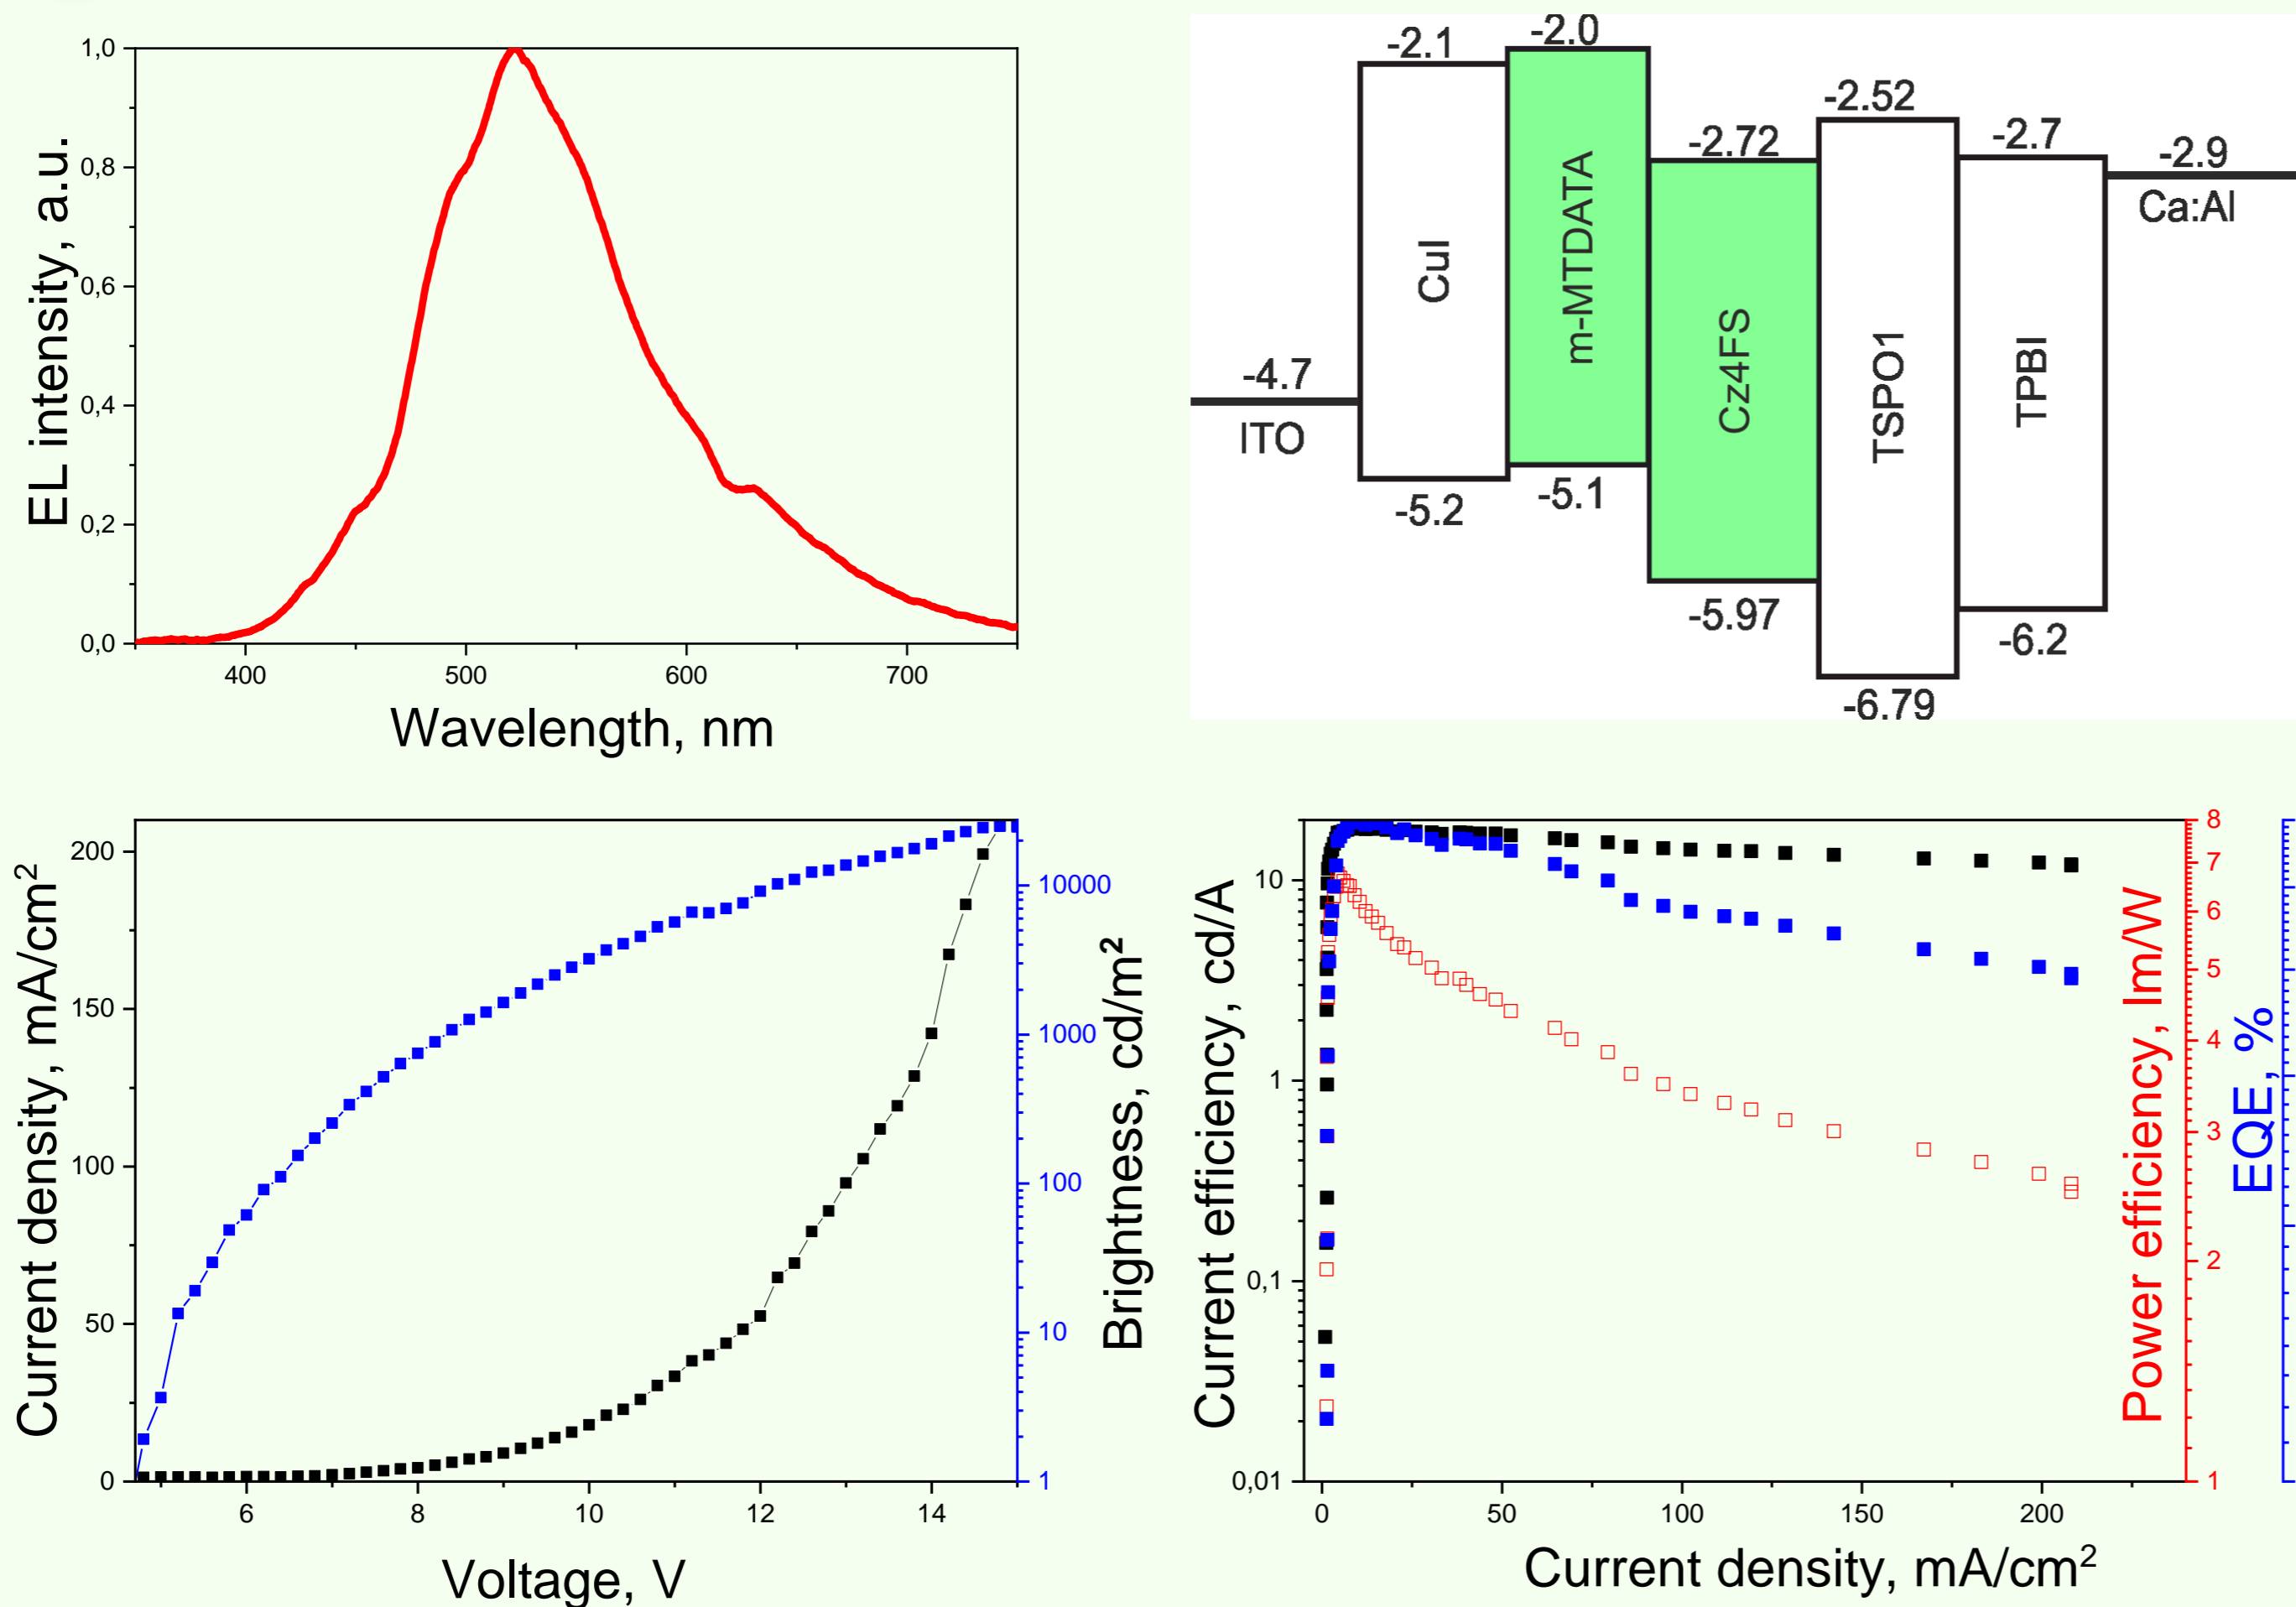 1,0
0,8
0,6
0,4
0,2
0,0
400 500 600 700
EL intensity, a.u.
Wavelength, nm
-2.1
-2.0
-2.72
-2.52
-2.7
-2.9
Ca:Al
CuI
m-MTDATA
Cz4FS
TSPO1
TPBI
-4.7
ITO
-5.2
-5.1
-5.97
-6.79
-6.2
200
150
100
50
0
6 8 10 12 14
Current density, mA/cm²
Voltage, V
10000
1000
100
10
1
Brightness, cd/m²
10
1
0,1
0,01
0 50 100 150 200
Current efficiency, cd/A
Current density, mA/cm²
8
7
6
5
4
3
2
1
Power efficiency, lm/W
EQE, %